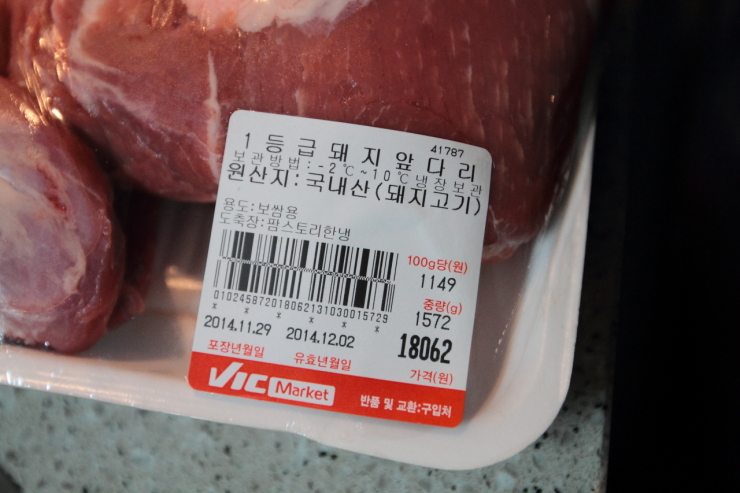 41787
1등급돼지앞다리
보관방법:-2℃~10℃냉장보관
원산지:국내산(돼지고기)
용도:보쌈용
도축장:팜스토리한냉
100g당(원)
1149
중량(g)
1572
010245872018062131030015729
2014.11.29 2014.12.02
포장년월일 유효년월일
18062
가격(원)
VIC Market
반품 및 교환:구입처